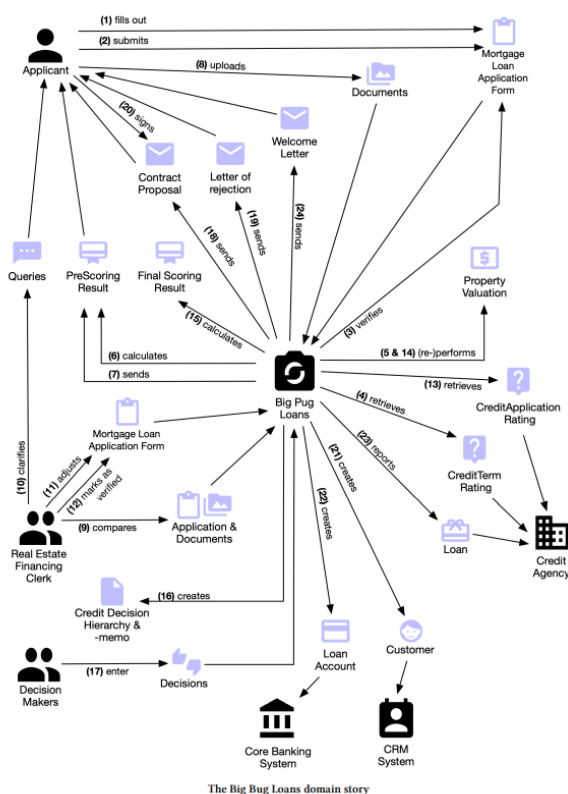 (1) fills out
(2) submits
Applicant
(8) uploads
Documents
Mortgage
Loan
Application
Form
(20) signs
Welcome
Letter
Contract
Proposal
Letter of
rejection
(18) sends
(19) sends
(24) sends
Queries
PreScoring
Result
Final Scoring
Result
Property
Valuation
(15) calculates
(3) verifies
(6) calculates
(7) sends
(5 & 14) (re-)performs
(13) retrieves
Big Pug
Loans
(4) retrieves
CreditApplication
Rating
Mortgage Loan
Application Form
(10) clarifies
(11) adjusts
(12) marks as
verified
(23) reports
(21) creates
(22) creates
CreditTerm
Rating
(9) compares
Application &
Documents
Real Estate
Financing
Clerk
Loan
Credit
Agency
(16) creates
Credit Decision
Hierarchy &
-memo
Loan
Account
Customer
(17) enter
Decision
Makers
Decisions
Core Banking
System
CRM
System
The Big Bug Loans domain story